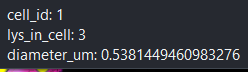 cell_id: 1
lys_in_cell: 3
diameter_um: 0.5381449460983276